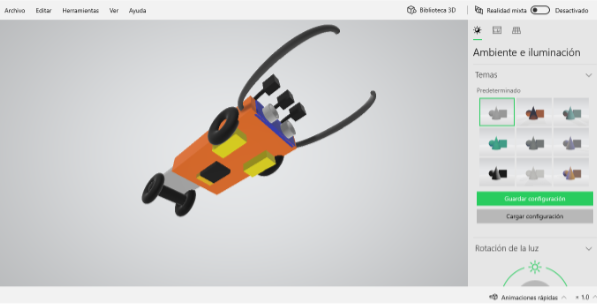 Archivo Editar Herramientas Ver Ayuda Biblioteca 3D Realidad mixta Desactivado
Ambiente e iluminación
Temas
Predeterminado
Guardar configuración
Cargar configuración
Rotación de la luz
Animaciones rápidas + 1.0